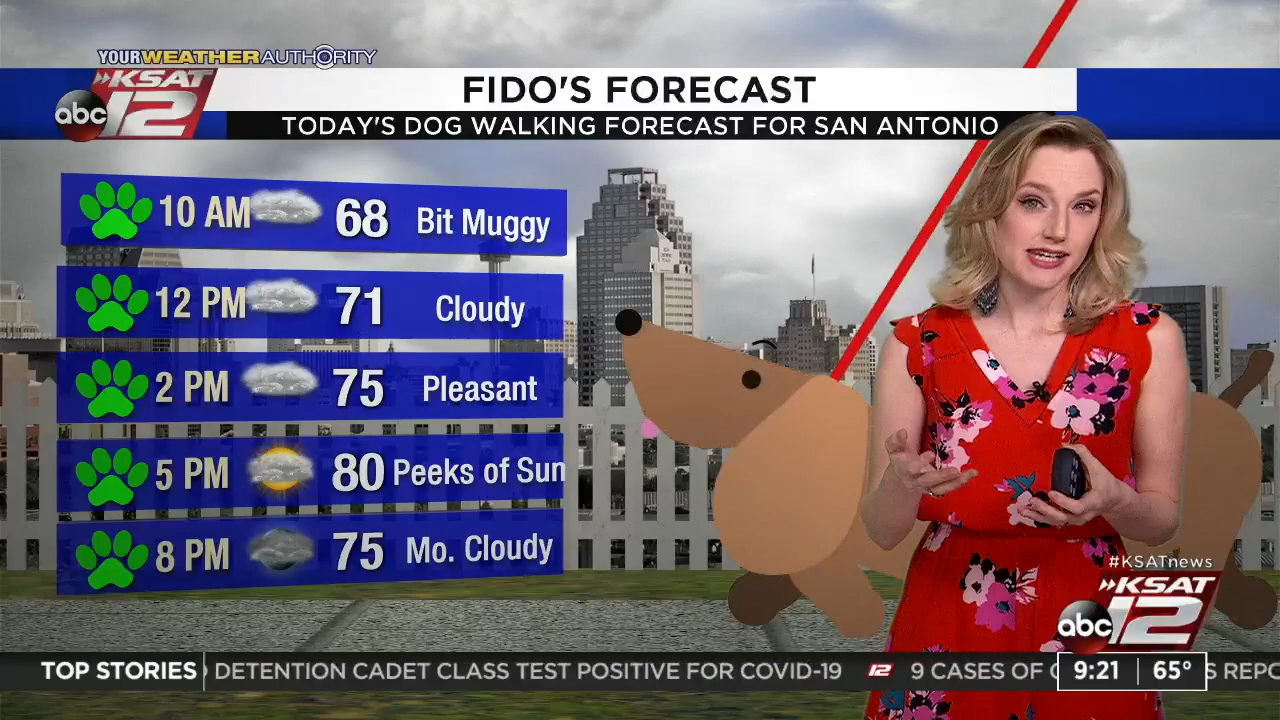 YOUR WEATHER AUTHORITY
KSAT
abc 12
FIDO'S FORECAST
TODAY'S DOG WALKING FORECAST FOR SAN ANTONIO
10 AM 68 Bit Muggy
12 PM 71 Cloudy
2 PM 75 Pleasant
5 PM 80 Peeks of Sun
8 PM 75 Mo. Cloudy
#KSATnews
KSAT
abc 12
TOP STORIES DETENTION CADET CLASS TEST POSITIVE FOR COVID-19 12 9 CASES OF 9:21 65°